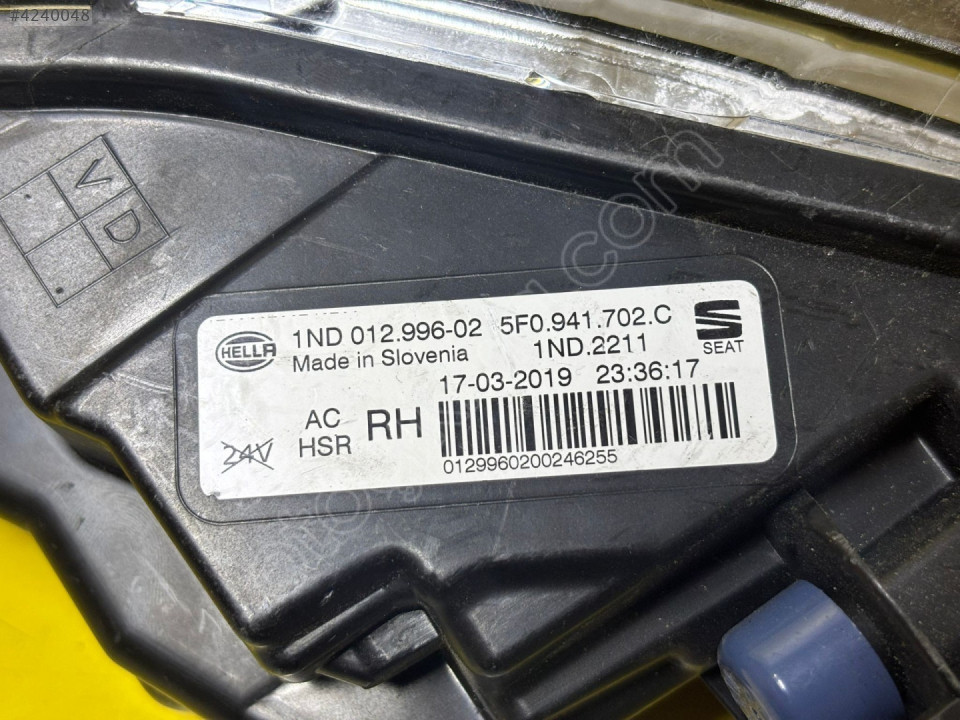 #4240048
V
D
HELLA
1ND 012.996-02 5F0.941.702.C
Made in Slovenia 1ND.2211
SEAT
17-03-2019 23:36:17
AC
HSR
RH
24V
0129960200246255
.com